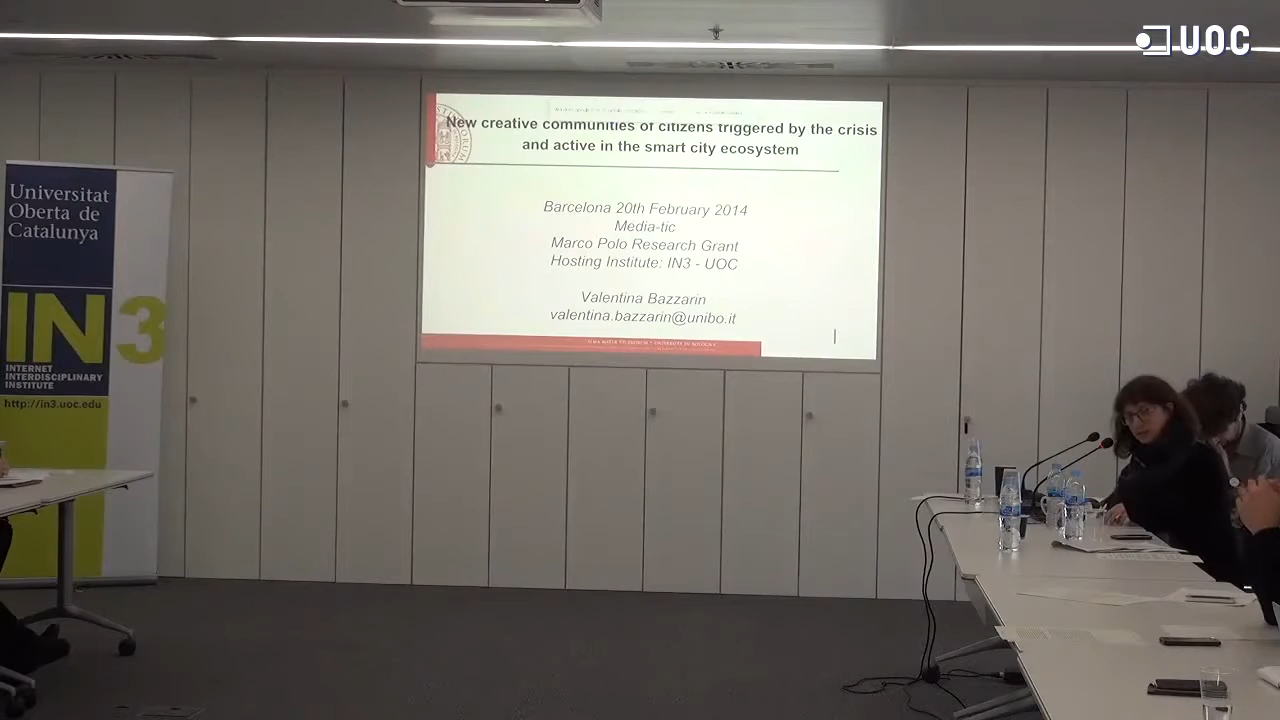 UOC
New creative communities of citizens triggered by the crisis
and active in the smart city ecosystem
Barcelona 20th February 2014
Media-tic
Marco Polo Research Grant
Hosting Institute: IN3 - UOC
Valentina Bazzarin
valentina.bazzarin@unibo.it
Universitat
Oberta de
Catalunya
IN3
INTERNET
INTERDISCIPLINARY
INSTITUTE
http://in3.uoc.edu